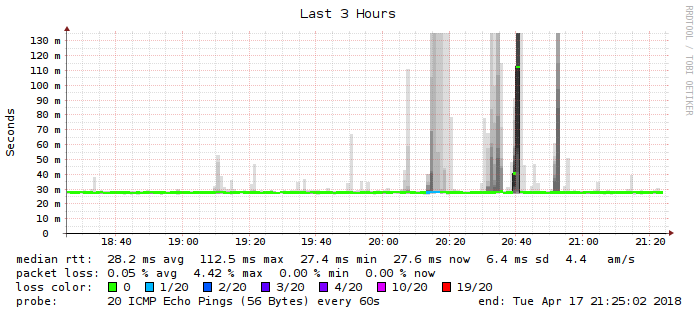 Last 3 Hours
RRDTOOL / TOBI OETIKER
Seconds
130 m
120 m
110 m
100 m
90 m
80 m
70 m
60 m
50 m
40 m
30 m
20 m
10 m
0
18:40 19:00 19:20 19:40 20:00 20:20 20:40 21:00 21:20
median rtt: 28.2 ms avg 112.5 ms max 27.4 ms min 27.6 ms now 6.4 ms sd 4.4 am/s
packet loss: 0.05 % avg 4.42 % max 0.00 % min 0.00 % now
loss color: 0 1/20 2/20 3/20 4/20 10/20 19/20
probe: 20 ICMP Echo Pings (56 Bytes) every 60s end: Tue Apr 17 21:25:02 2018